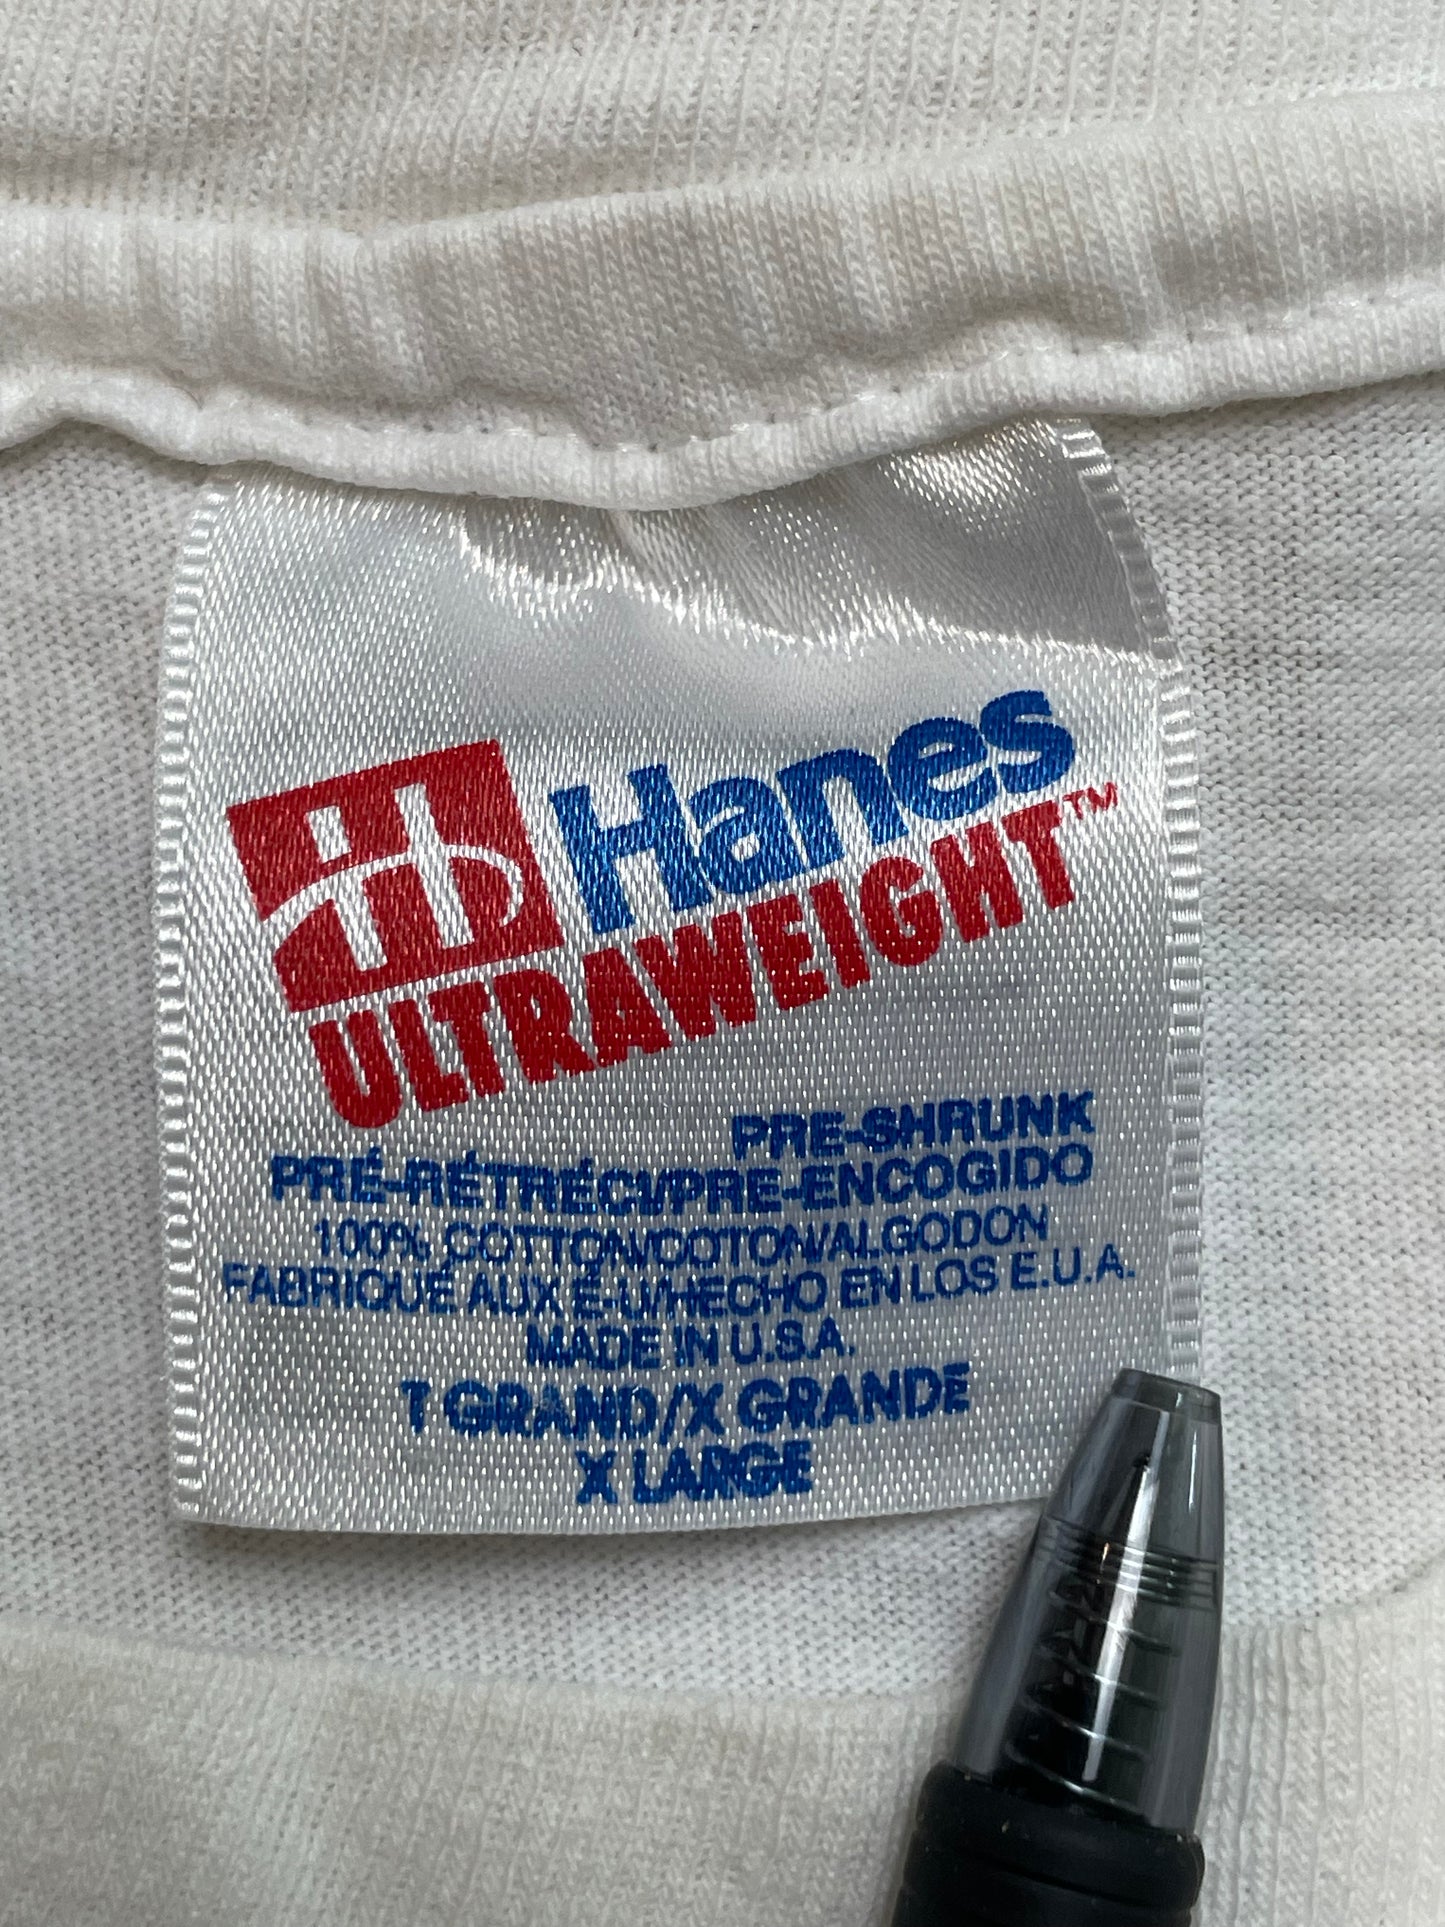 Hanes
ULTRAWEIGHT™
PRE-SHRUNK
PRÉ-RÉTRÉCI/PRE-ENCOGIDO
100% COTTON/COTON/ALGODON
FABRIQUÉ AUX É-U/HECHO EN LOS E.U.A.
MADE IN U.S.A.
T GRAND/X GRANDE
X LARGE